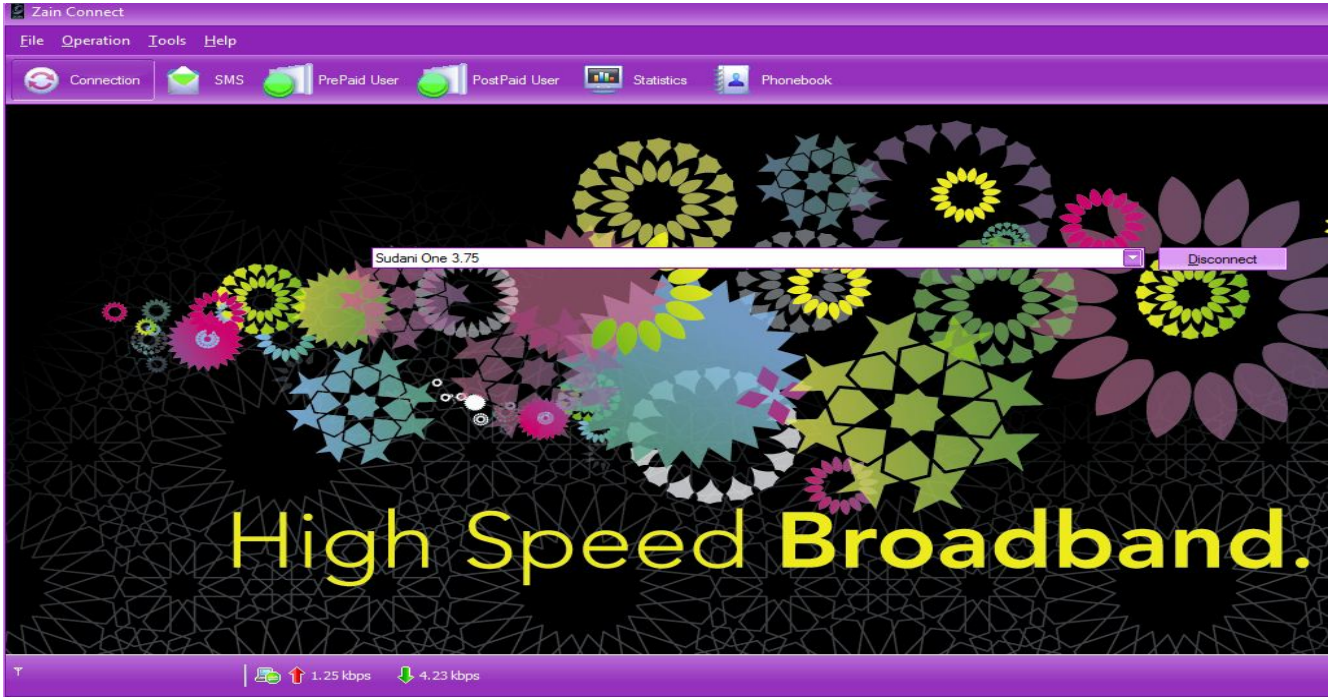 Zain Connect
File Operation Tools Help
Connection SMS PrePaid User PostPaid User Statistics Phonebook
Sudani One 3.75 Disconnect
High Speed Broadband.
1.25 kbps 4.23 kbps